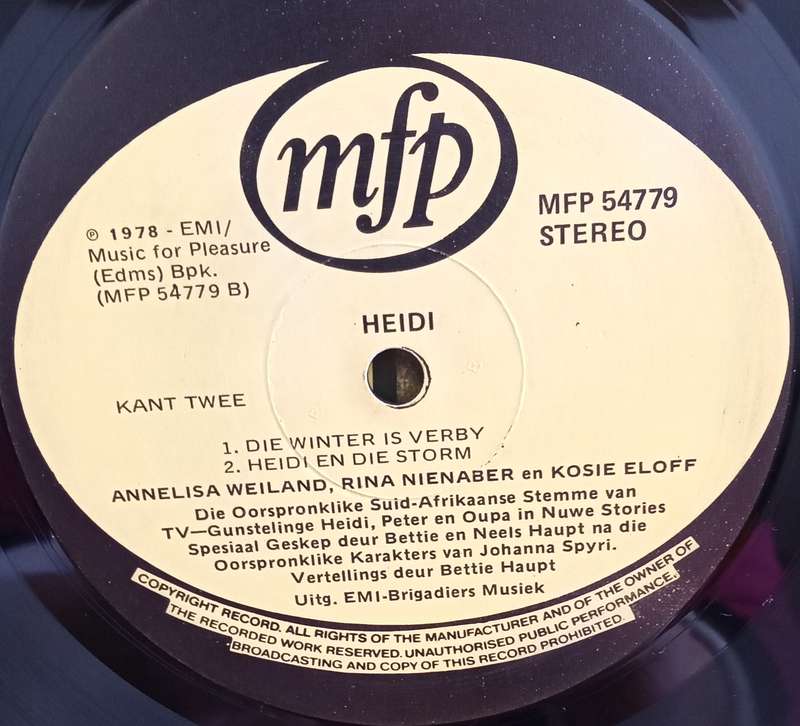 mfp
MFP 54779
STEREO
℗ 1978 - EMI/
Music for Pleasure
(Edms) Bpk.
(MFP 54779 B)
HEIDI
KANT TWEE
1. DIE WINTER IS VERBY
2. HEIDI EN DIE STORM
ANNELISA WEILAND, RINA NIENABER en KOSIE ELOFF
Die Oorspronklike Suid-Afrikaanse Stemme van
TV—Gunstelinge Heidi, Peter en Oupa in Nuwe Stories
Spesiaal Geskep deur Bettie en Neels Haupt na die
Oorspronklike Karakters van Johanna Spyri.
Vertellings deur Bettie Haupt
Uitg. EMI-Brigadiers Musiek
COPYRIGHT RECORD. ALL RIGHTS OF THE MANUFACTURER AND OF THE OWNER OF
THE RECORDED WORK RESERVED. UNAUTHORISED PUBLIC PERFORMANCE,
BROADCASTING AND COPY OF THIS RECORD PROHIBITED.